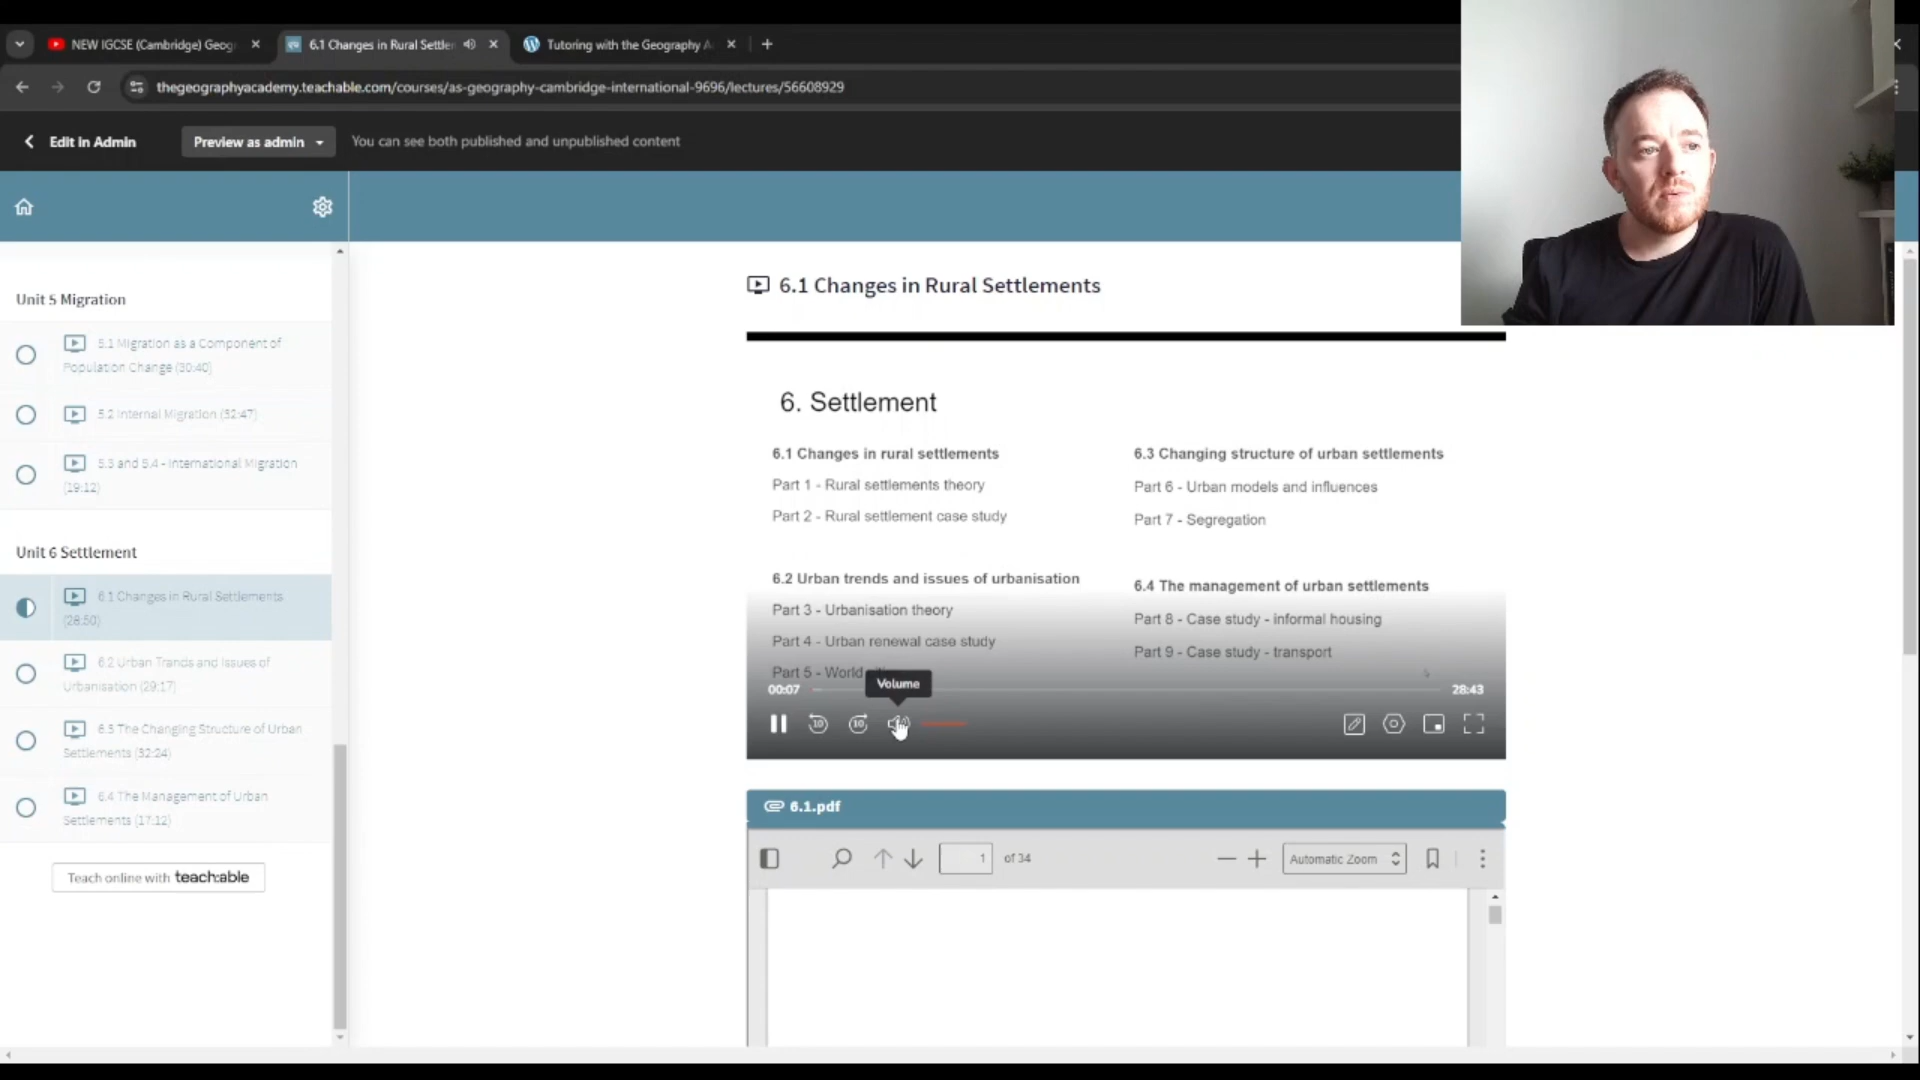 NEW IGCSE (Cambridge) Geog
6.1 Changes in Rural Settler
Tutoring with the Geography A
thegeographyacademy.teachable.com/courses/as-geography-cambridge-international-9696/lectures/56608929
Edit in Admin
Preview as admin
You can see both published and unpublished content
Unit 5 Migration
5.1 Migration as a Component of
Population Change (30:40)
5.2 Internal Migration (32:47)
5.3 and 5.4 - International Migration
(19:12)
Unit 6 Settlement
6.1 Changes in Rural Settlements
(28:50)
6.2 Urban Trands and Issues of
Urbanisation (29:17)
6.3 The Changing Structure of Urban
Settlements (32:24)
6.4 The Management of Urban
Settlements (17:12)
Teach online with teach:able
6.1 Changes in Rural Settlements
6. Settlement
6.1 Changes in rural settlements
Part 1 - Rural settlements theory
Part 2 - Rural settlement case study
6.2 Urban trends and issues of urbanisation
Part 3 - Urbanisation theory
Part 4 - Urban renewal case study
Part 5 - World
6.3 Changing structure of urban settlements
Part 6 - Urban models and influences
Part 7 - Segregation
6.4 The management of urban settlements
Part 8 - Case study - informal housing
Part 9 - Case study - transport
Volume
00:07
28:43
10
10
6.1.pdf
1 of 34
Automatic Zoom